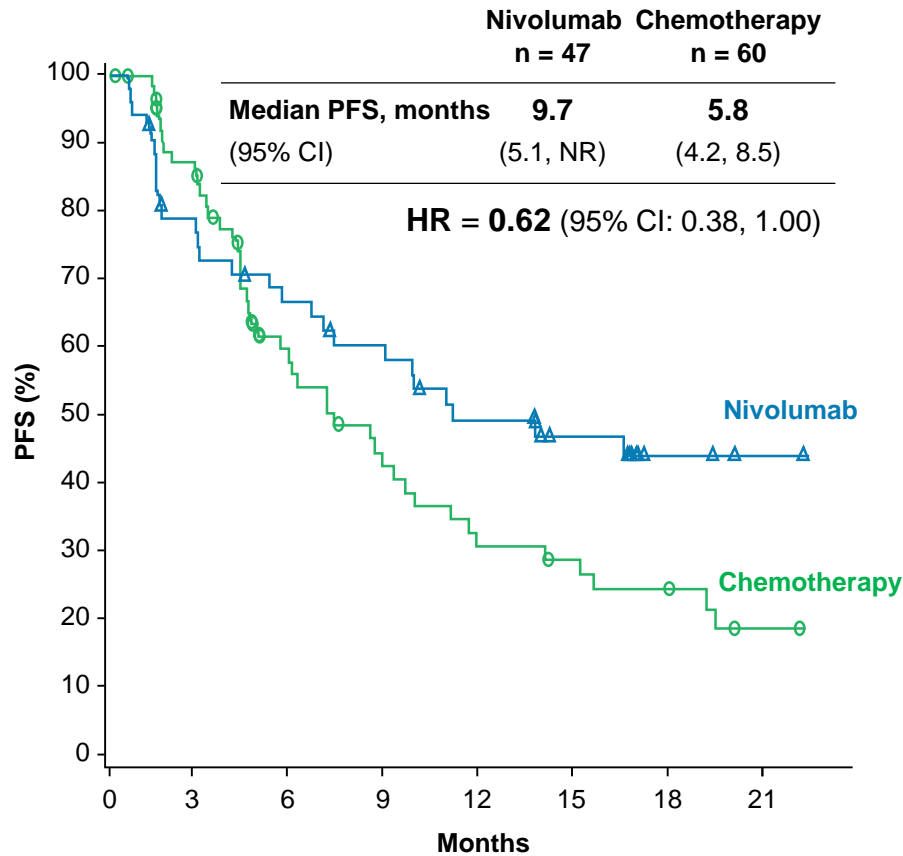 Nivolumab Chemotherapy
n = 47 n = 60
Median PFS, months 9.7 5.8
(95% CI) (5.1, NR) (4.2, 8.5)
HR = 0.62 (95% CI: 0.38, 1.00)
PFS (%)
100
90
80
70
60
50
40
30
20
10
0
Nivolumab
Chemotherapy
0 3 6 9 12 15 18 21
Months